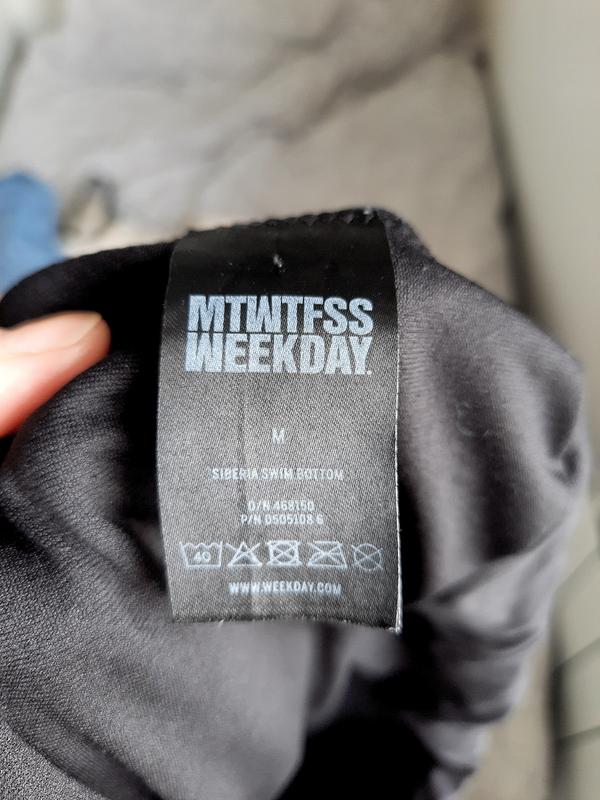 MTWTFSS
WEEKDAY.
M
SIBERIA SWIM BOTTOM
O/N 468150
P/N 0505108 6
40
WWW.WEEKDAY.COM